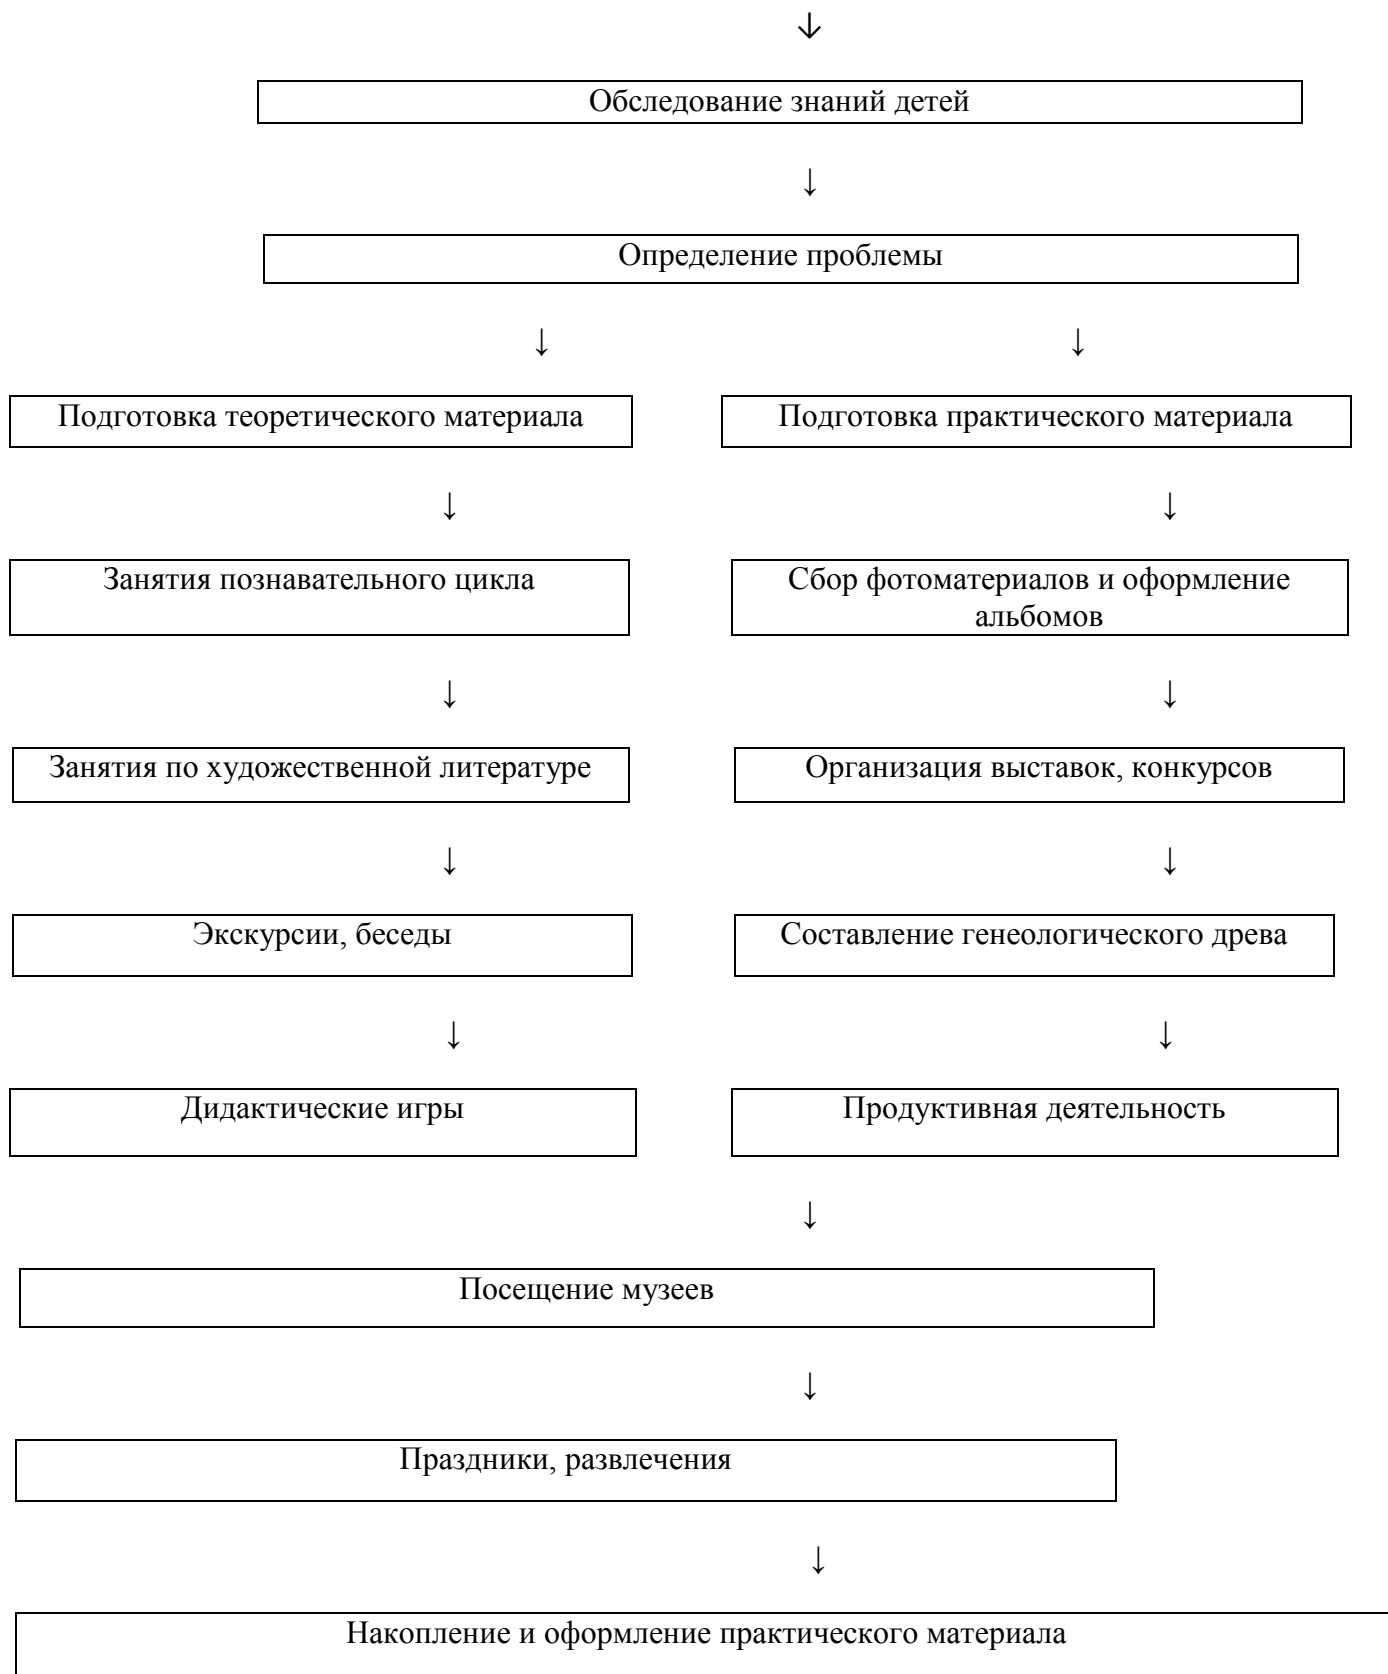 ↓
Обследование знаний детей
↓
Определение проблемы
↓ ↓
Подготовка теоретического материала Подготовка практического материала
↓ ↓
Занятия познавательного цикла Сбор фотоматериалов и оформление
альбомов
↓ ↓
Занятия по художественной литературе Организация выставок, конкурсов
↓ ↓
Экскурсии, беседы Составление генеологического древа
↓ ↓
Дидактические игры Продуктивная деятельность
↓
Посещение музеев
↓
Праздники, развлечения
↓
Накопление и оформление практического материала